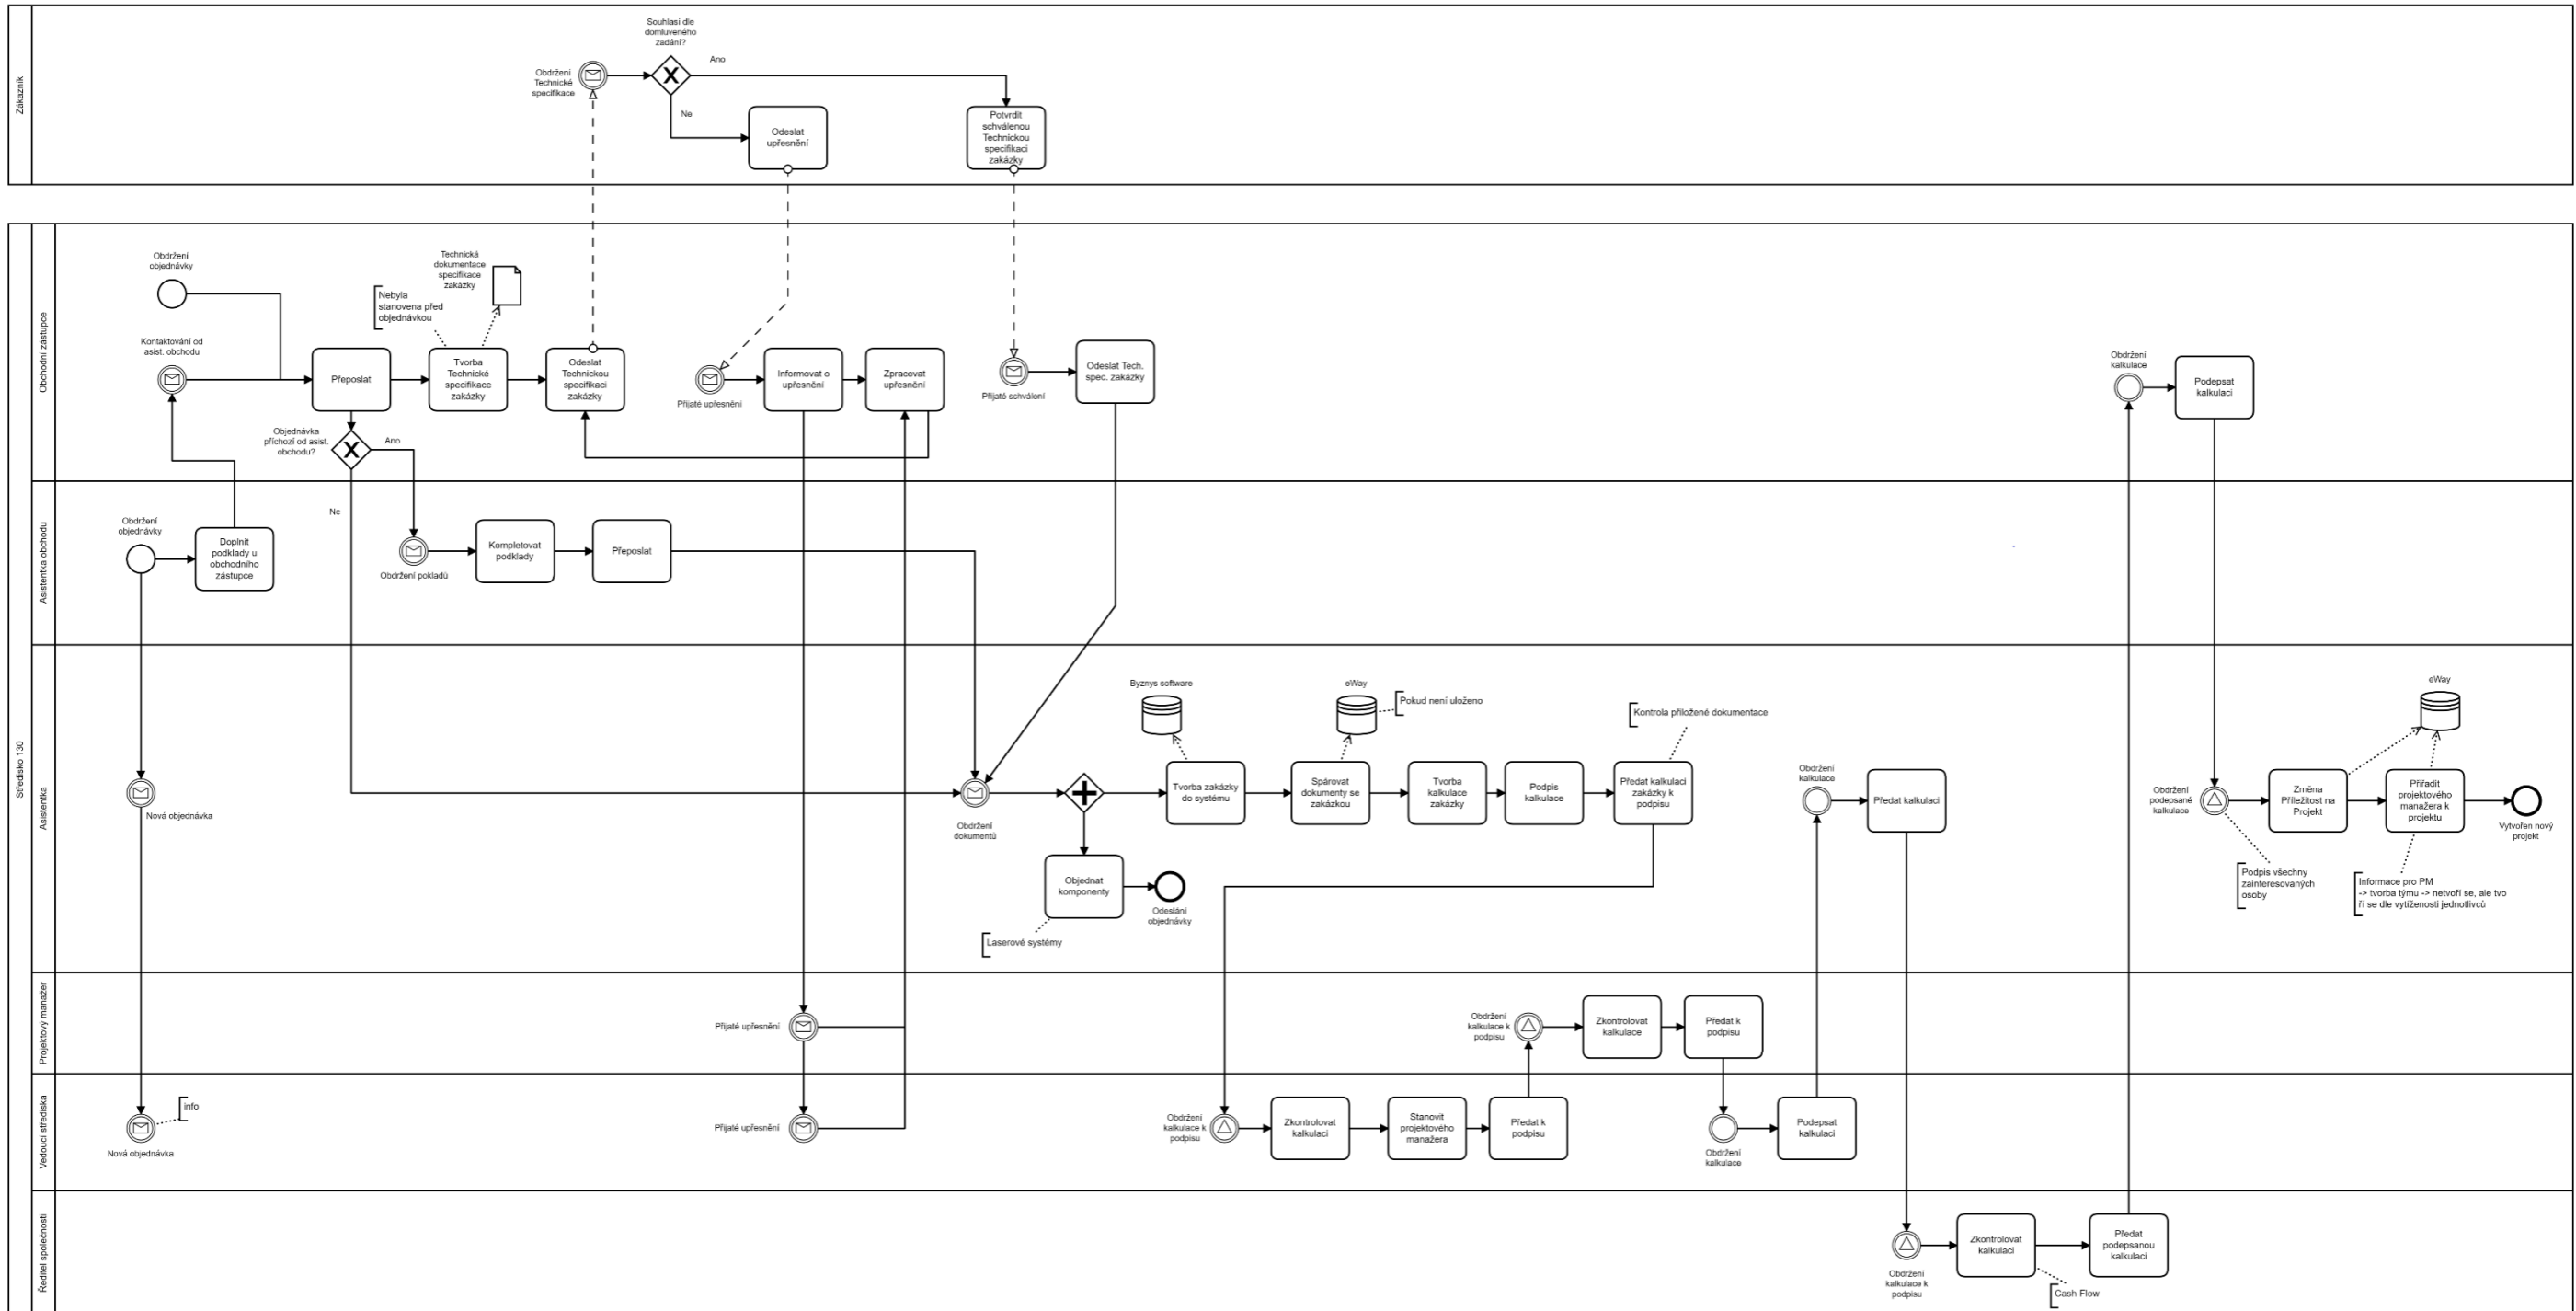 Zákazník
Souhlasí dle
domluveného
zadání?
Ano
Obdržení
Technické
specifikace
Ne
Odeslat
upřesnění
Potvrdit
schválenou
Technickou
specifikaci
zakázky
Středisko 130
Obchodní zástupce
Obdržení
objednávky
Kontaktování od
asist. obchodu
Přeposlat
Nebyla
stanovena před
objednávkou
Technická
dokumentace
specifikace
zakázky
Tvorba
Technické
specifikace
zakázky
Odeslat
Technickou
specifikaci
zakázky
Objednávka
příchozí od asist.
obchodu?
Ano
Ne
Přijaté upřesnění
Informovat o
upřesnění
Zpracovat
upřesnění
Přijaté schválení
Odeslat Tech.
spec. zakázky
Obdržení
kalkulace
Podepsat
kalkulaci
Asistentka obchodu
Obdržení
objednávky
Doplnit
podklady u
obchodního
zástupce
Obdržení pokladů
Kompletovat
podklady
Přeposlat
Asistentka
Nová objednávka
Obdržení
dokumentů
Byznys software
Tvorba zakázky
do systému
eWay
Pokud není uloženo
Spárovat
dokumenty se
zakázkou
Tvorba
kalkulace
zakázky
Podpis
kalkulace
Kontrola přiložené dokumentace
Předat kalkulaci
zakázky k
podpisu
Objednat
komponenty
Odeslání
objednávky
Laserové systémy
Obdržení
kalkulace
Předat kalkulaci
Obdržení
podepsané
kalkulace
Změna
Příležitost na
Projekt
eWay
Přiřadit
projektového
manažera k
projektu
Vytvořen nový
projekt
Podpis všechny
zainteresovaných
osoby
Informace pro PM
-> tvorba týmu -> netvoří se, ale tvo
ří se dle vytíženosti jednotlivců
Projektový manažer
Přijaté upřesnění
Obdržení
kalkulace k
podpisu
Zkontrolovat
kalkulace
Předat k
podpisu
Vedoucí střediska
info
Nová objednávka
Přijaté upřesnění
Obdržení
kalkulace k
podpisu
Zkontrolovat
kalkulaci
Stanovit
projektového
manažera
Předat k
podpisu
Obdržení
kalkulace
Podepsat
kalkulaci
Ředitel společnosti
Obdržení
kalkulace k
podpisu
Zkontrolovat
kalkulaci
Předat
podepsanou
kalkulaci
Cash-Flow